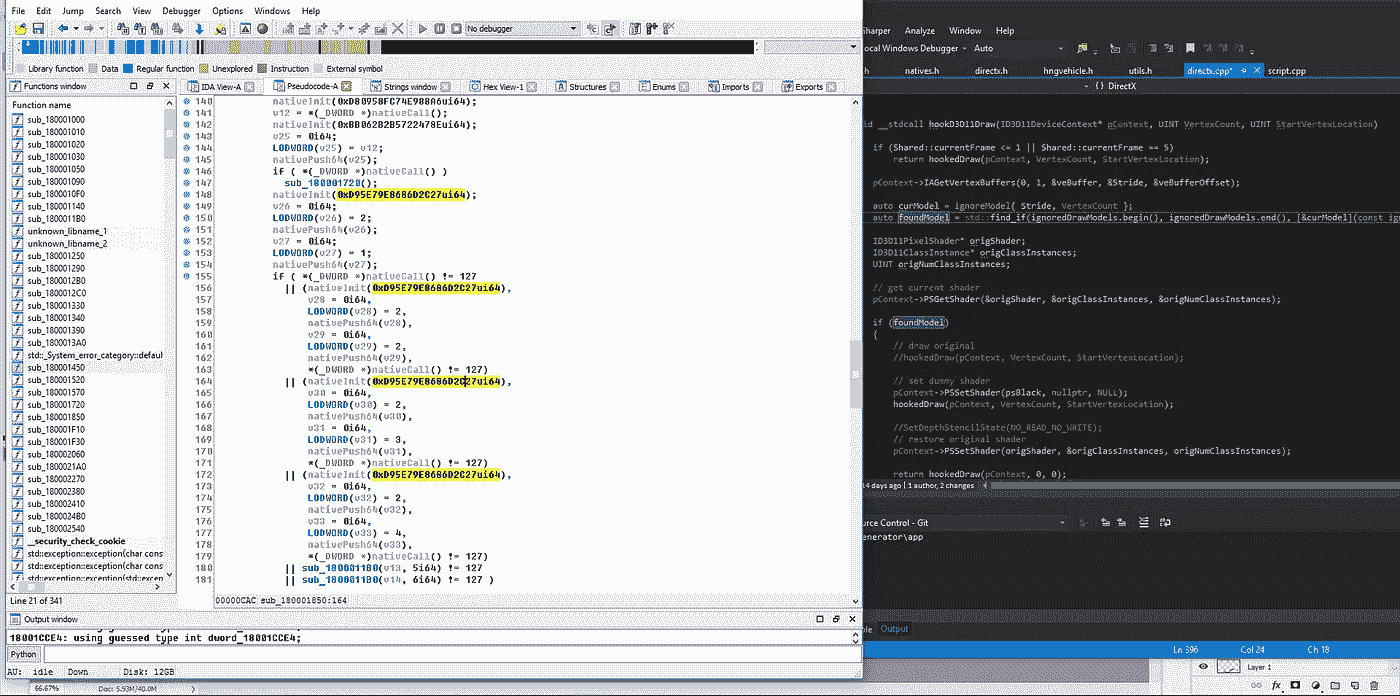 File Edit Jump Search View Debugger Options Windows Help
No debugger
Library function Data Regular function Unexplored Instruction External symbol
Functions window
IDA View-A Pseudocode-A Strings window Hex View-1 Structures Enums Imports Exports
Function name
sub_180001000
sub_180001010
sub_180001020
sub_180001030
sub_180001050
sub_180001090
sub_1800010F0
sub_180001140
sub_1800011B0
unknown_libname_1
unknown_libname_2
sub_180001250
sub_180001290
sub_1800012B0
sub_1800012C0
sub_180001330
sub_180001340
sub_180001390
sub_1800013A0
std::_System_error_category::defaul
sub_180001450
sub_180001520
sub_180001570
sub_180001720
sub_180001850
sub_180001F10
sub_180001F30
sub_180002060
sub_1800021A0
sub_180002270
sub_180002380
sub_180002410
sub_1800024B0
sub_180002540
__security_check_cookie
std::exception::exception(char cons
std::exception::exception(char cons
std::exception::exception(std::excep
Line 21 of 341
140 nativeInit(0xD80958FC74E988A6ui64);
141 v12 = *(_DWORD *)nativeCall();
142 nativeInit(0xBB062B2B5722478Eui64);
143 v25 = 0i64;
144 LODWORD(v25) = v12;
145 nativePush64(v25);
146 if ( *(_DWORD *)nativeCall() )
147 sub_180001720();
148 nativeInit(0xD95E79E8686D2C27ui64);
149 v26 = 0i64;
150 LODWORD(v26) = 2;
151 nativePush64(v26);
152 v27 = 0i64;
153 LODWORD(v27) = 1;
154 nativePush64(v27);
155 if ( *(_DWORD *)nativeCall() != 127
156 || (nativeInit(0xD95E79E8686D2C27ui64),
157 v28 = 0i64,
158 LODWORD(v28) = 2,
159 nativePush64(v28),
160 v29 = 0i64,
161 LODWORD(v29) = 2,
162 nativePush64(v29),
163 *(_DWORD *)nativeCall() != 127)
164 || (nativeInit(0xD95E79E8686D2C27ui64),
165 v30 = 0i64,
166 LODWORD(v30) = 2,
167 nativePush64(v30),
168 v31 = 0i64,
169 LODWORD(v31) = 3,
170 nativePush64(v31),
171 *(_DWORD *)nativeCall() != 127)
172 || (nativeInit(0xD95E79E8686D2C27ui64),
173 v32 = 0i64,
174 LODWORD(v32) = 2,
175 nativePush64(v32),
176 v33 = 0i64,
177 LODWORD(v33) = 4,
178 nativePush64(v33),
179 *(_DWORD *)nativeCall() != 127)
180 || sub_1800011B0(v13, 5i64) != 127
181 || sub_1800011B0(v14, 6i64) != 127 )
00000CAC sub_180001850:164
Output window
18001CCE4: using guessed type int dword_18001CCE4;
Python
AU: idle Down Disk: 12GB
66.67% Doc: 5.93M/40.0M
harper Analyze Window Help
ocal Windows Debugger Auto
h natives.h directx.h hngvehicle.h utils.h directx.cpp* script.cpp
{} DirectX
id __stdcall hookD3D11Draw(ID3D11DeviceContext* pContext, UINT VertexCount, UINT StartVertexLocation)
if (Shared::currentFrame <= 1 || Shared::currentFrame == 5)
return hookedDraw(pContext, VertexCount, StartVertexLocation);
pContext->IAGetVertexBuffers(0, 1, &veBuffer, &Stride, &veBufferOffset);
auto curModel = ignoreModel{ Stride, VertexCount };
auto foundModel = std::find_if(ignoredDrawModels.begin(), ignoredDrawModels.end(), [&curModel](const ign
ID3D11PixelShader* origShader;
ID3D11ClassInstance* origClassInstances;
UINT origNumClassInstances;
// get current shader
pContext->PSGetShader(&origShader, &origClassInstances, &origNumClassInstances);
if (foundModel)
{
// draw original
//hookedDraw(pContext, VertexCount, StartVertexLocation);
// set dummy shader
pContext->PSSetShader(psBlack, nullptr, NULL);
hookedDraw(pContext, VertexCount, StartVertexLocation);
//SetDepthStencilState(NO_READ_NO_WRITE);
// restore original shader
pContext->PSSetShader(origShader, &origClassInstances, origNumClassInstances);
return hookedDraw(pContext, 0, 0);
14 days ago | 1 author, 2 changes
urce Control - Git
enerator\app
le Output
Ln 396 Col 24 Ch 18
Layer 1
fx